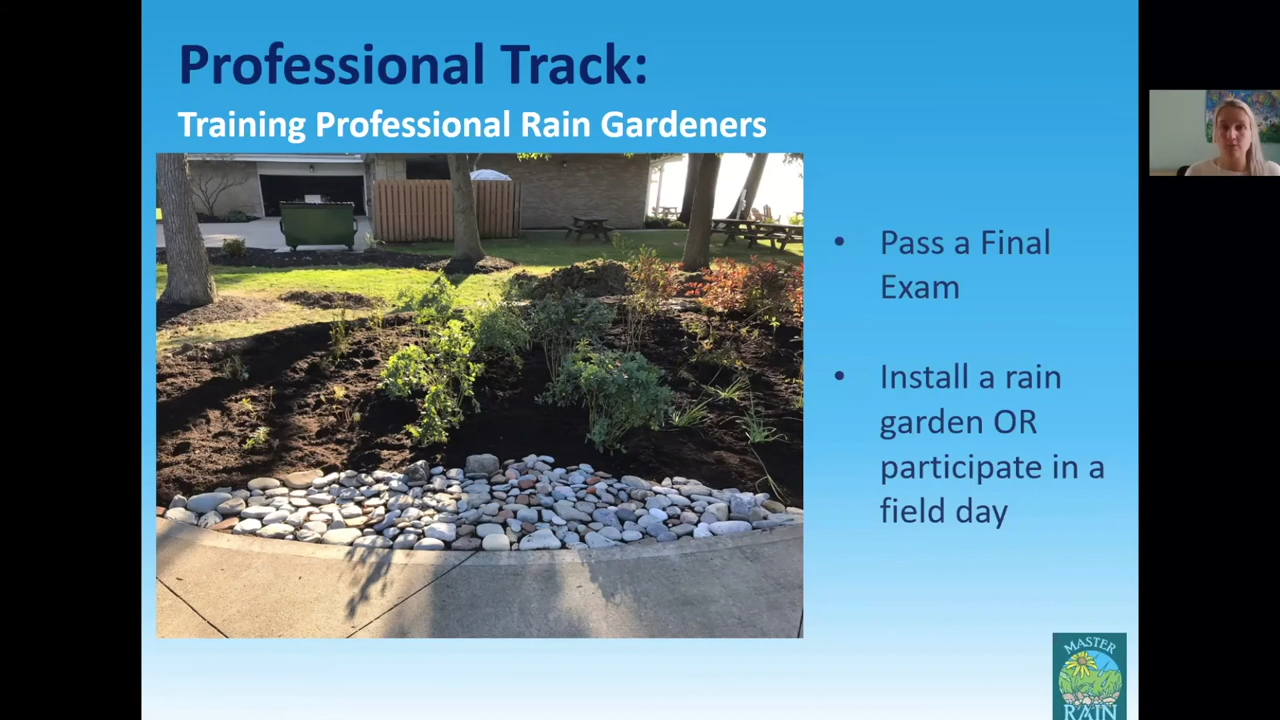 Professional Track:
Training Professional Rain Gardeners
• Pass a Final
Exam
• Install a rain
garden OR
participate in a
field day
MASTER
RAIN